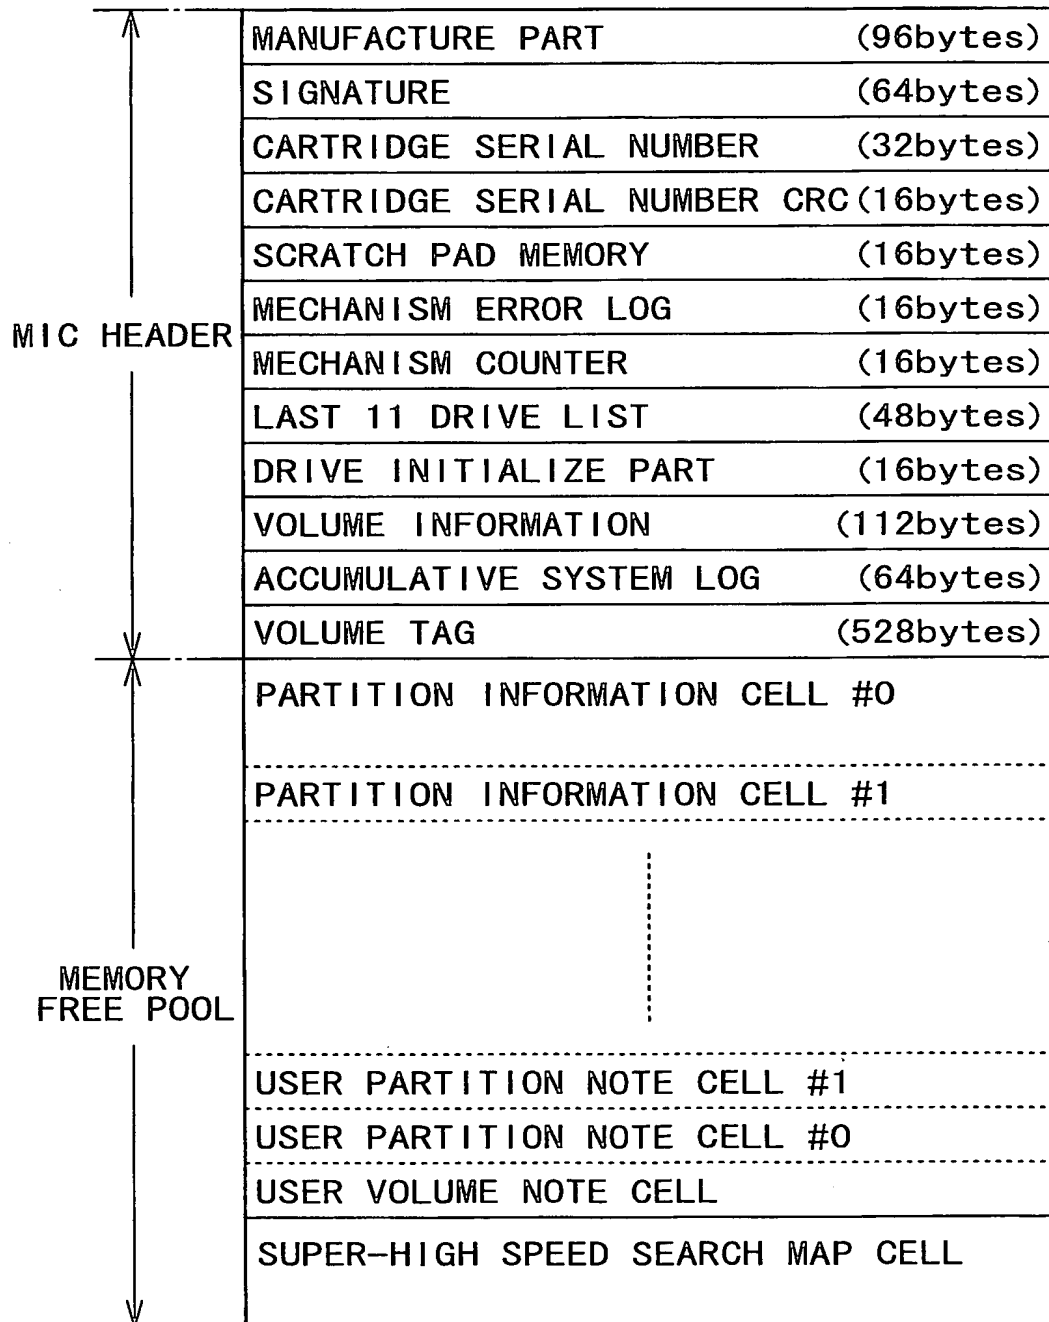 MANUFACTURE PART (96bytes)
SIGNATURE (64bytes)
CARTRIDGE SERIAL NUMBER (32bytes)
CARTRIDGE SERIAL NUMBER CRC (16bytes)
SCRATCH PAD MEMORY (16bytes)
MECHANISM ERROR LOG (16bytes)
MIC HEADER
MECHANISM COUNTER (16bytes)
LAST 11 DRIVE LIST (48bytes)
DRIVE INITIALIZE PART (16bytes)
VOLUME INFORMATION (112bytes)
ACCUMULATIVE SYSTEM LOG (64bytes)
VOLUME TAG (528bytes)
PARTITION INFORMATION CELL #0
PARTITION INFORMATION CELL #1
MEMORY
FREE POOL
USER PARTITION NOTE CELL #1
USER PARTITION NOTE CELL #0
USER VOLUME NOTE CELL
SUPER-HIGH SPEED SEARCH MAP CELL